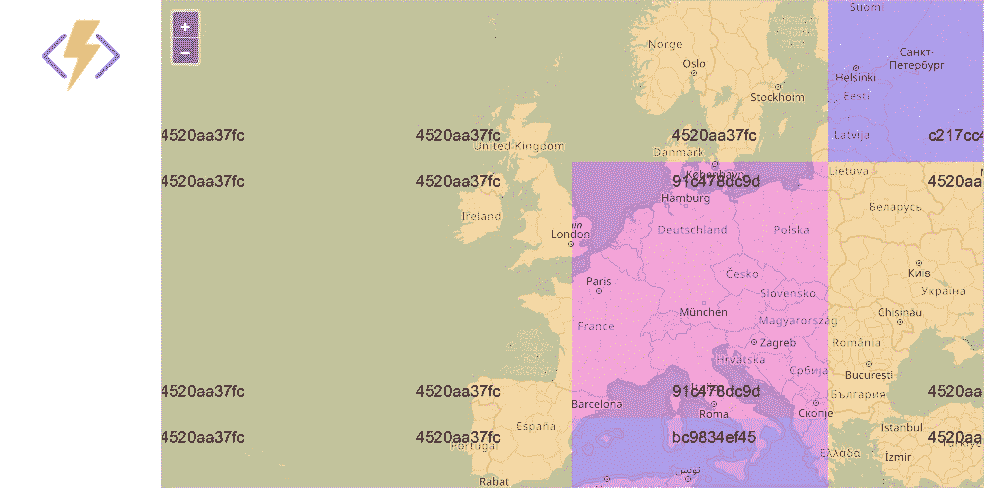 Suom
+
Norge
Санкт-
Петербург
−
Oslo
Helsinki
Stockholm
Eesti
4520aa37fc 4520aa37fc 4520aa37fc c217cc4
Latvija
United Kingdom
Danmark
København
Lietuva
4520aa37fc 4520aa37fc 91c478dc9d 4520aa
Hamburg
Беларусь
Ireland
London
Deutschland
Polska
Київ
Česko
Paris
Україна
Slovensko
München
Chișinău
Magyarország
France
Zagreb
România
Hrvatska
Србија
București
4520aa37fc 4520aa37fc 91c478dc9d 4520aa
България
Barcelona
Roma
Скопје
España
Istanbul
4520aa37fc 4520aa37fc bc9834ef45 4520aa
Portugal
Ελλάδα
İzmir
تونس
Rabat